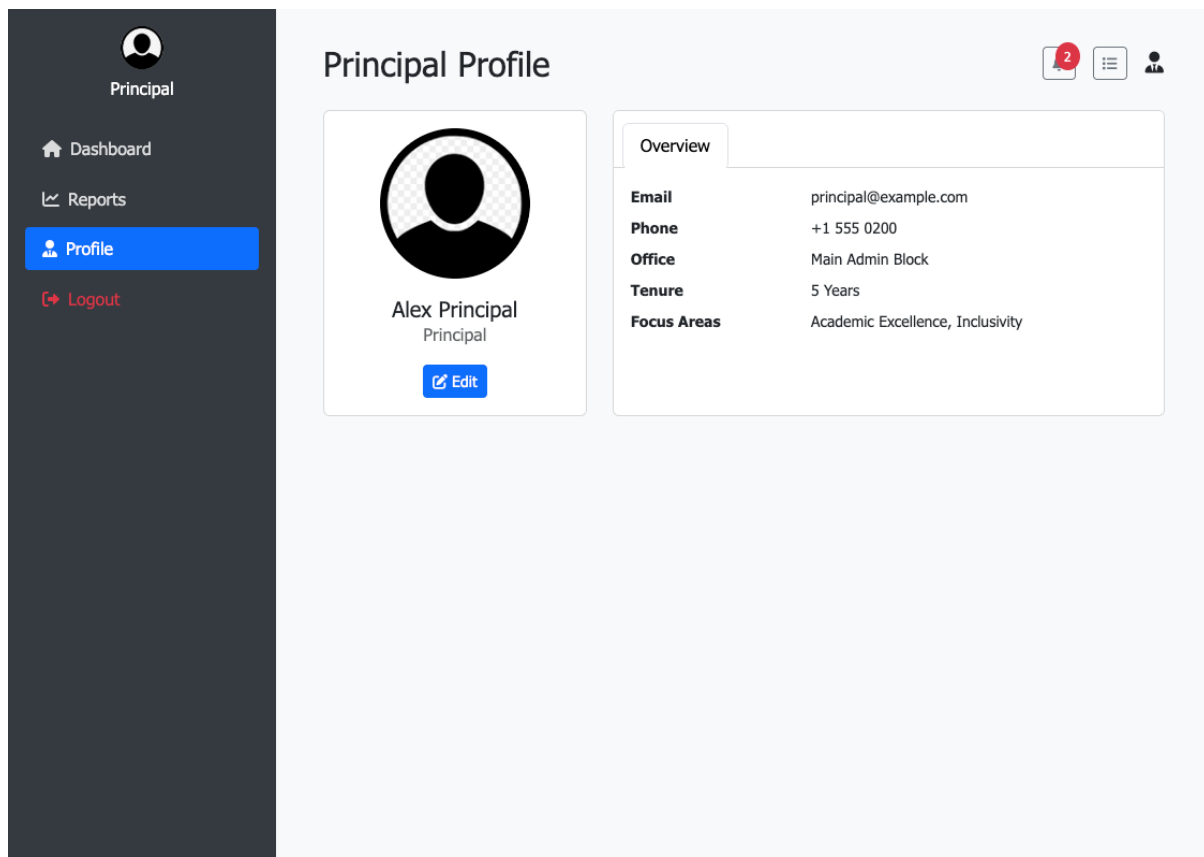 Principal
Dashboard
Reports
Profile
Logout
Principal Profile
2
Alex Principal
Principal
Edit
Overview
Email principal@example.com
Phone +1 555 0200
Office Main Admin Block
Tenure 5 Years
Focus Areas Academic Excellence, Inclusivity